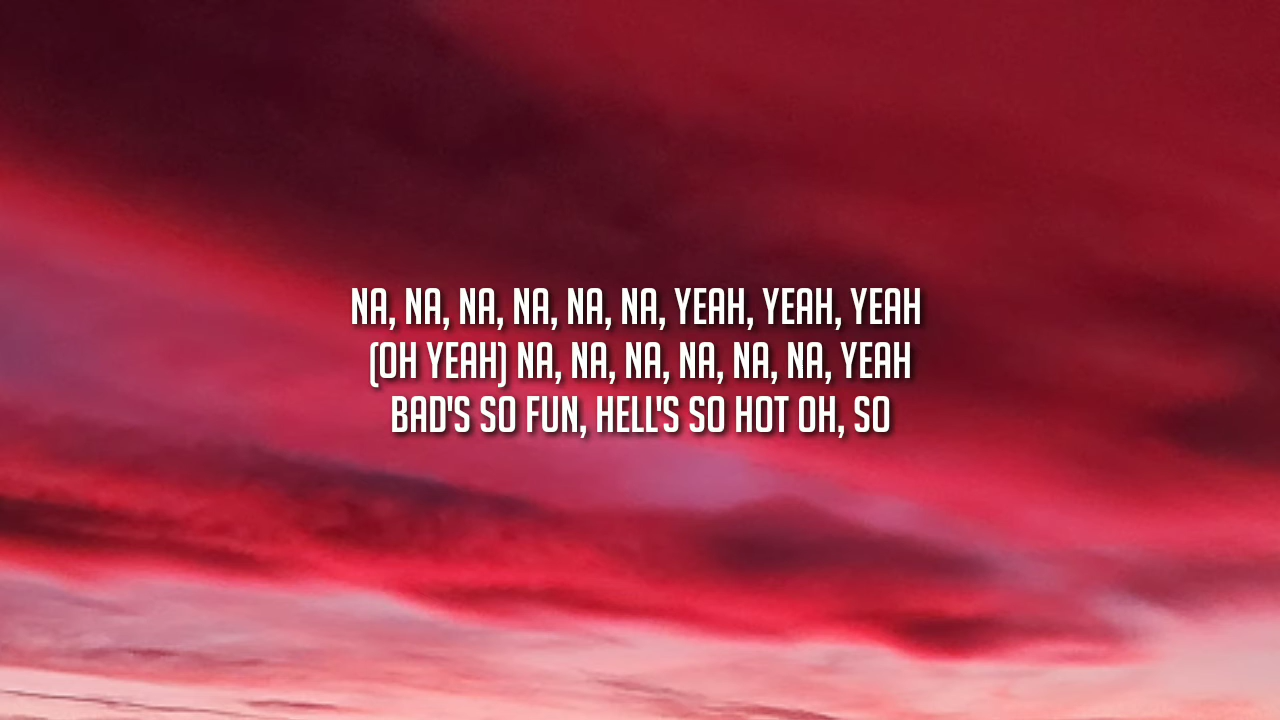 NA, NA, NA, NA, NA, NA, YEAH, YEAH, YEAH
(OH YEAH) NA, NA, NA, NA, NA, NA, YEAH
BAD'S SO FUN, HELL'S SO HOT OH, SO